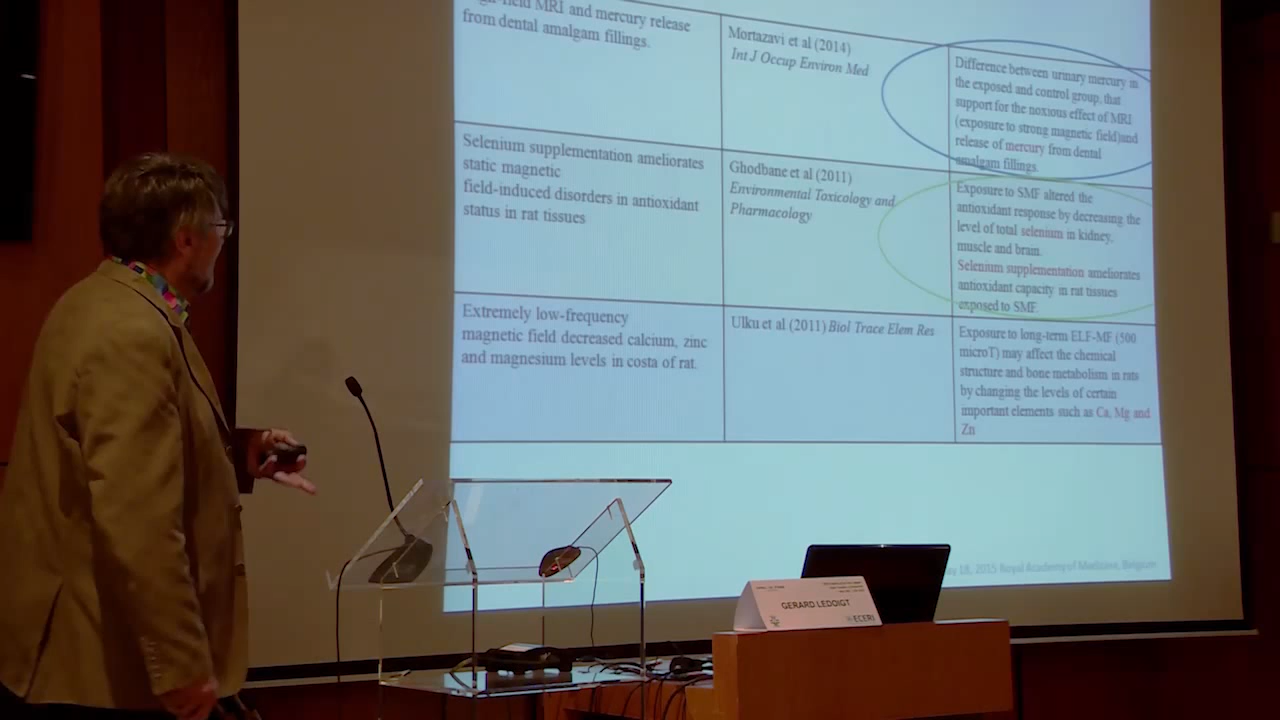 MRI and mercury release
from dental amalgam fillings.
Mortazavi et al (2014)
Int J Occup Environ Med
Difference between urinary mercury in
the exposed and control group, that
support for the noxious effect of MRI
(exposure to strong magnetic field)and
release of mercury from dental
amalgam fillings.
Selenium supplementation ameliorates
static magnetic
field-induced disorders in antioxidant
status in rat tissues
Ghodbane et al (2011)
Environmental Toxicology and
Pharmacology
Exposure to SMF altered the
antioxidant response by decreasing the
level of total selenium in kidney,
muscle and brain.
Selenium supplementation ameliorates
antioxidant capacity in rat tissues
exposed to SMF.
Extremely low-frequency
magnetic field decreased calcium, zinc
and magnesium levels in costa of rat.
Ulku et al (2011) Biol Trace Elem Res
Exposure to long-term ELF-MF (500
microT) may affect the chemical
structure and bone metabolism in rats
by changing the levels of certain
important elements such as Ca, Mg and
Zn
18, 2015 Royal Academy of Medicine, Belgium
GERARD LEDOIGT
ECERI